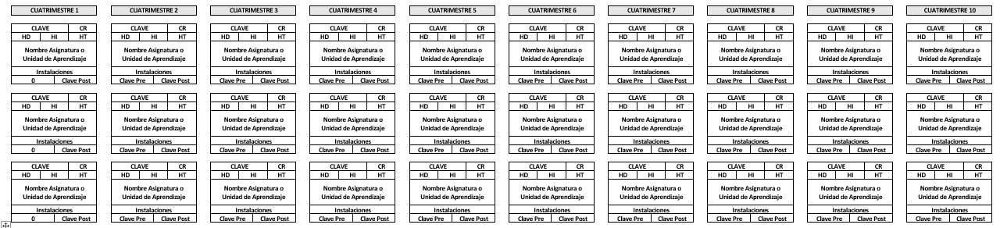 CUATRIMESTRE 1 CUATRIMESTRE 2 CUATRIMESTRE 3 CUATRIMESTRE 4 CUATRIMESTRE 5 CUATRIMESTRE 6 CUATRIMESTRE 7 CUATRIMESTRE 8 CUATRIMESTRE 9 CUATRIMESTRE 10
CLAVE CR CLAVE CR CLAVE CR CLAVE CR CLAVE CR CLAVE CR CLAVE CR CLAVE CR CLAVE CR CLAVE CR
HD HI HT HD HI HT HD HI HT HD HI HT HD HI HT HD HI HT HD HI HT HD HI HT HD HI HT HD HI HT
Nombre Asignatura o Nombre Asignatura o Nombre Asignatura o Nombre Asignatura o Nombre Asignatura o Nombre Asignatura o Nombre Asignatura o Nombre Asignatura o Nombre Asignatura o Nombre Asignatura o
Unidad de Aprendizaje Unidad de Aprendizaje Unidad de Aprendizaje Unidad de Aprendizaje Unidad de Aprendizaje Unidad de Aprendizaje Unidad de Aprendizaje Unidad de Aprendizaje Unidad de Aprendizaje Unidad de Aprendizaje
Instalaciones Instalaciones Instalaciones Instalaciones Instalaciones Instalaciones Instalaciones Instalaciones Instalaciones Instalaciones
0 Clave Post Clave Pre Clave Post Clave Pre Clave Post Clave Pre Clave Post Clave Pre Clave Post Clave Pre Clave Post Clave Pre Clave Post Clave Pre Clave Post Clave Pre Clave Post Clave Pre Clave Post
CLAVE CR CLAVE CR CLAVE CR CLAVE CR CLAVE CR CLAVE CR CLAVE CR CLAVE CR CLAVE CR CLAVE CR
HD HI HT HD HI HT HD HI HT HD HI HT HD HI HT HD HI HT HD HI HT HD HI HT HD HI HT HD HI HT
Nombre Asignatura o Nombre Asignatura o Nombre Asignatura o Nombre Asignatura o Nombre Asignatura o Nombre Asignatura o Nombre Asignatura o Nombre Asignatura o Nombre Asignatura o Nombre Asignatura o
Unidad de Aprendizaje Unidad de Aprendizaje Unidad de Aprendizaje Unidad de Aprendizaje Unidad de Aprendizaje Unidad de Aprendizaje Unidad de Aprendizaje Unidad de Aprendizaje Unidad de Aprendizaje Unidad de Aprendizaje
Instalaciones Instalaciones Instalaciones Instalaciones Instalaciones Instalaciones Instalaciones Instalaciones Instalaciones Instalaciones
0 Clave Post Clave Pre Clave Post Clave Pre Clave Post Clave Pre Clave Post Clave Pre Clave Post Clave Pre Clave Post Clave Pre Clave Post Clave Pre Clave Post Clave Pre Clave Post Clave Pre Clave Post
CLAVE CR CLAVE CR CLAVE CR CLAVE CR CLAVE CR CLAVE CR CLAVE CR CLAVE CR CLAVE CR CLAVE CR
HD HI HT HD HI HT HD HI HT HD HI HT HD HI HT HD HI HT HD HI HT HD HI HT HD HI HT HD HI HT
Nombre Asignatura o Nombre Asignatura o Nombre Asignatura o Nombre Asignatura o Nombre Asignatura o Nombre Asignatura o Nombre Asignatura o Nombre Asignatura o Nombre Asignatura o Nombre Asignatura o
Unidad de Aprendizaje Unidad de Aprendizaje Unidad de Aprendizaje Unidad de Aprendizaje Unidad de Aprendizaje Unidad de Aprendizaje Unidad de Aprendizaje Unidad de Aprendizaje Unidad de Aprendizaje Unidad de Aprendizaje
Instalaciones Instalaciones Instalaciones Instalaciones Instalaciones Instalaciones Instalaciones Instalaciones Instalaciones Instalaciones
0 Clave Post Clave Pre Clave Post Clave Pre Clave Post Clave Pre Clave Post Clave Pre Clave Post Clave Pre Clave Post Clave Pre Clave Post Clave Pre Clave Post Clave Pre Clave Post Clave Pre Clave Post